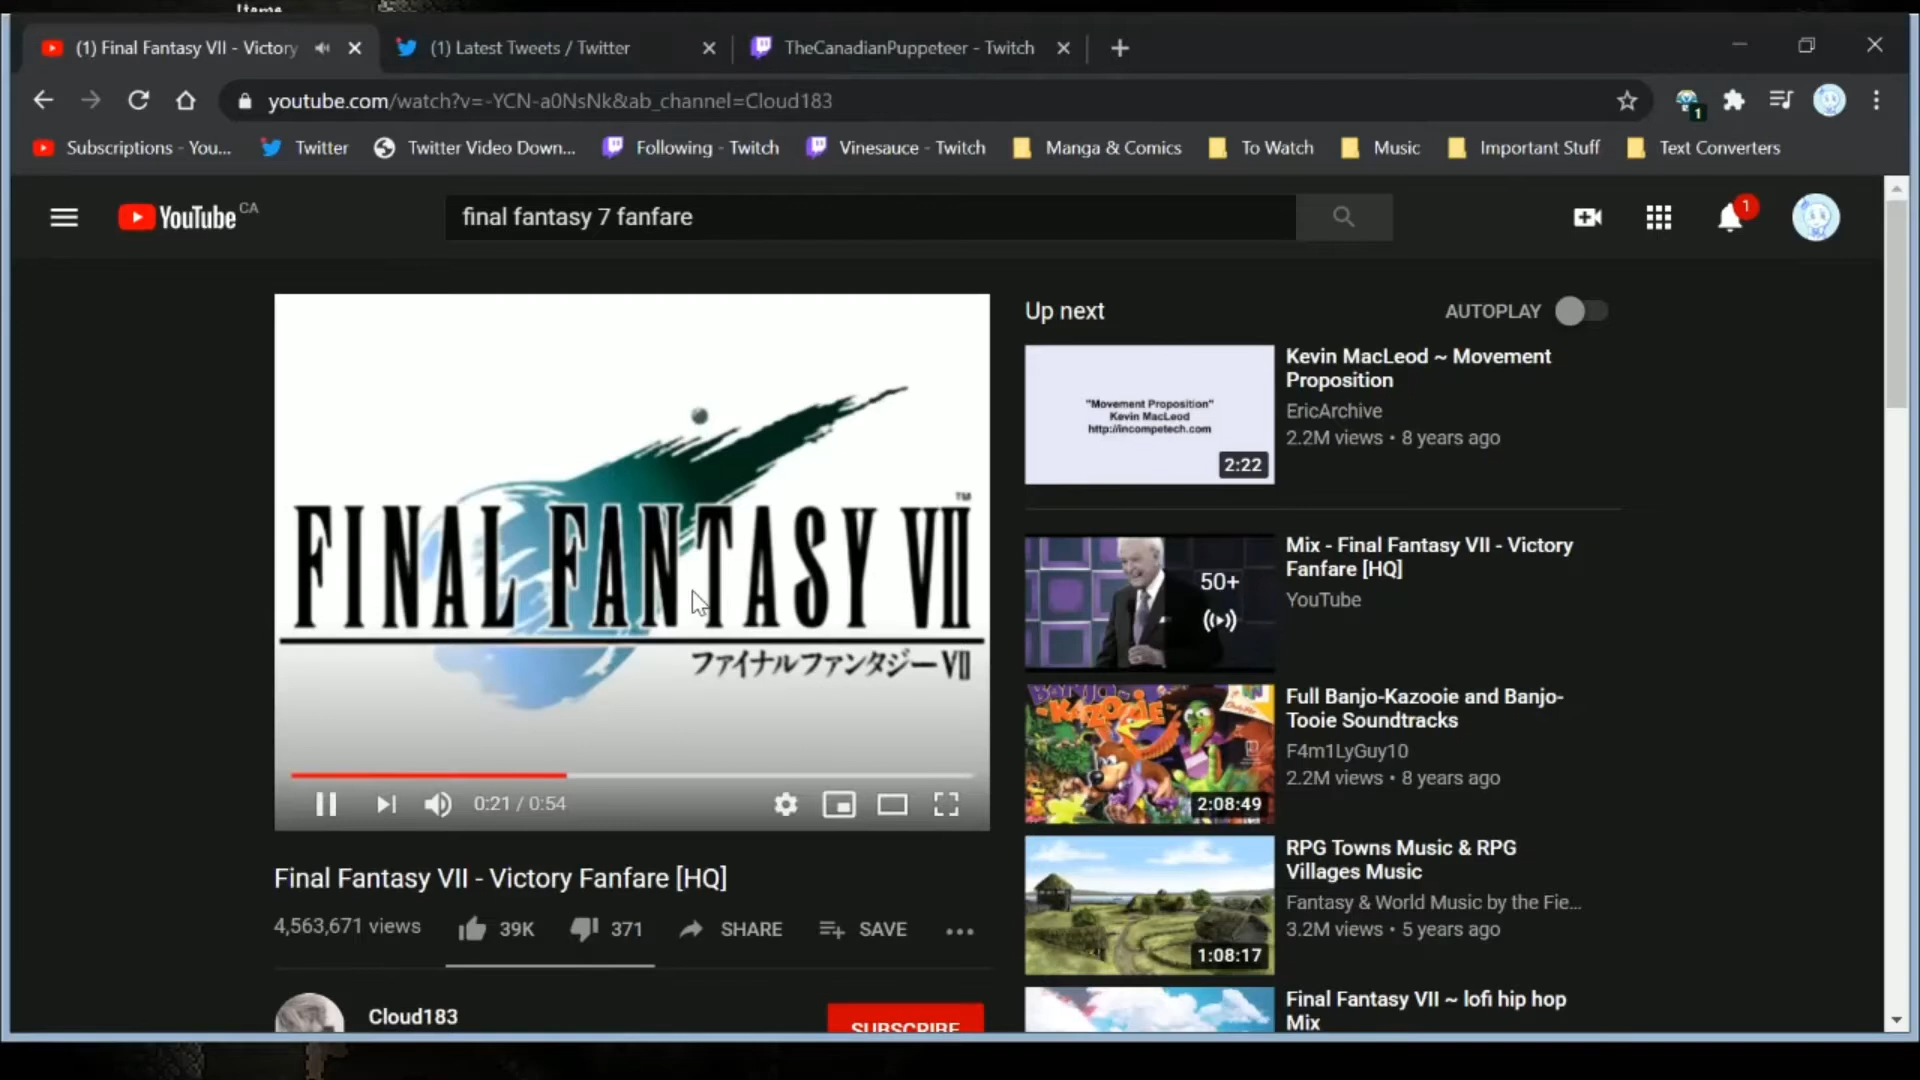 Items
(1) Final Fantasy VII - Victory
(1) Latest Tweets / Twitter
TheCanadianPuppeteer - Twitch
youtube.com/watch?v=-YCN-a0NsNk&ab_channel=Cloud183
1
Subscriptions - You...
Twitter
Twitter Video Down...
Following - Twitch
Vinesauce - Twitch
Manga & Comics
To Watch
Music
Important Stuff
Text Converters
YouTube CA
final fantasy 7 fanfare
1
FINAL FANTASY VII
TM
ファイナルファンタジーVII
0:21 / 0:54
Final Fantasy VII - Victory Fanfare [HQ]
4,563,671 views
39K
371
SHARE
SAVE
Cloud183
SUBSCRIBE
Up next
AUTOPLAY
"Movement Proposition"
Kevin MacLeod
http://incompetech.com
2:22
Kevin MacLeod ~ Movement
Proposition
EricArchive
2.2M views • 8 years ago
50+
Mix - Final Fantasy VII - Victory
Fanfare [HQ]
YouTube
BANJO-
KAZOOIE
2:08:49
Full Banjo-Kazooie and Banjo-
Tooie Soundtracks
F4m1LyGuy10
2.2M views • 8 years ago
1:08:17
RPG Towns Music & RPG
Villages Music
Fantasy & World Music by the Fie...
3.2M views • 5 years ago
Final Fantasy VII ~ lofi hip hop
Mix